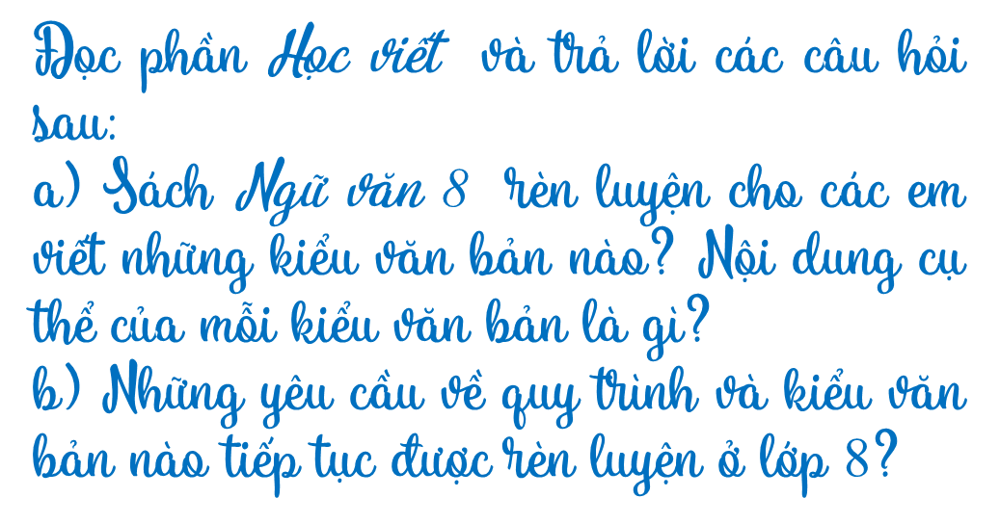 Đọc phần Học viết và trả lời các câu hỏi
sau:
a) Sách Ngữ văn 8 rèn luyện cho các em
viết những kiểu văn bản nào? Nội dung cụ
thể của mỗi kiểu văn bản là gì?
b) Những yêu cầu về quy trình và kiểu văn
bản nào tiếp tục được rèn luyện ở lớp 8?